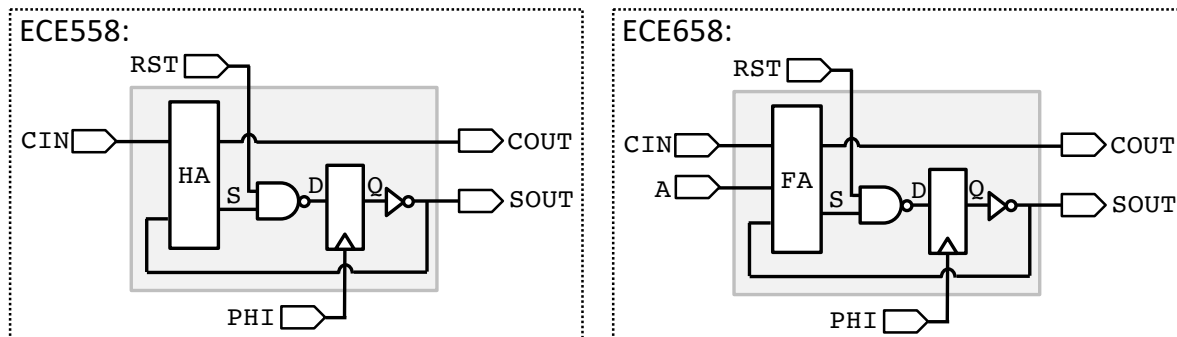 ECE558:
RST
CIN
HA
COUT
S
D
Q
SOUT
PHI
ECE658:
RST
CIN
A
FA
COUT
S
D
Q
SOUT
PHI